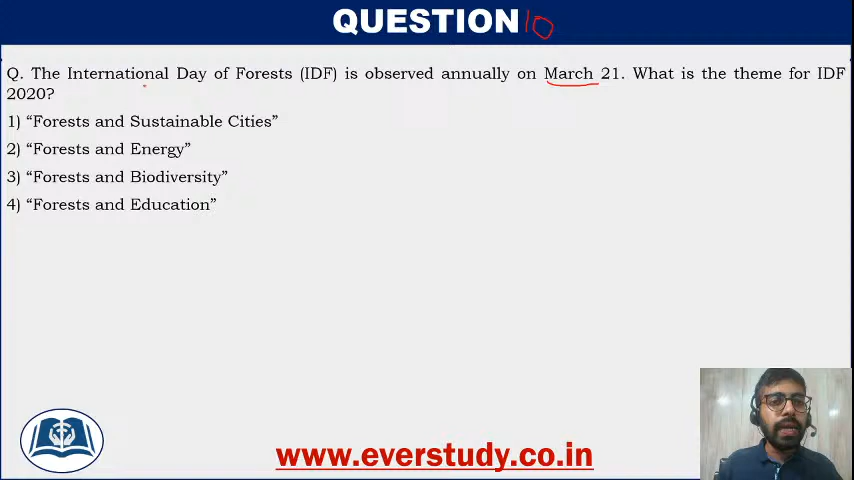 QUESTION 10
Q. The International Day of Forests (IDF) is observed annually on March 21. What is the theme for IDF
2020?
1) “Forests and Sustainable Cities”
2) “Forests and Energy”
3) “Forests and Biodiversity”
4) “Forests and Education”
www.everstudy.co.in